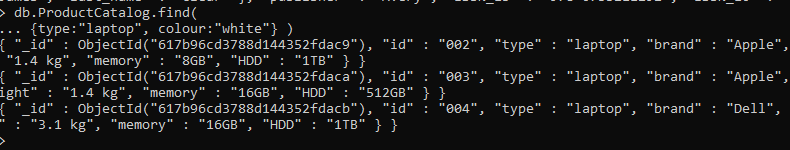 > db.ProductCatalog.find(
... {type:"laptop", colour:"white"} )
{ "_id" : ObjectId("617b96cd3788d144352fdac9"), "id" : "002", "type" : "laptop", "brand" : "Apple",
"1.4 kg", "memory" : "8GB", "HDD" : "1TB" } }
{ "_id" : ObjectId("617b96cd3788d144352fdaca"), "id" : "003", "type" : "laptop", "brand" : "Apple",
ight" : "1.4 kg", "memory" : "16GB", "HDD" : "512GB" } }
{ "_id" : ObjectId("617b96cd3788d144352fdacb"), "id" : "004", "type" : "laptop", "brand" : "Dell",
" : "3.1 kg", "memory" : "16GB", "HDD" : "1TB" } }
>